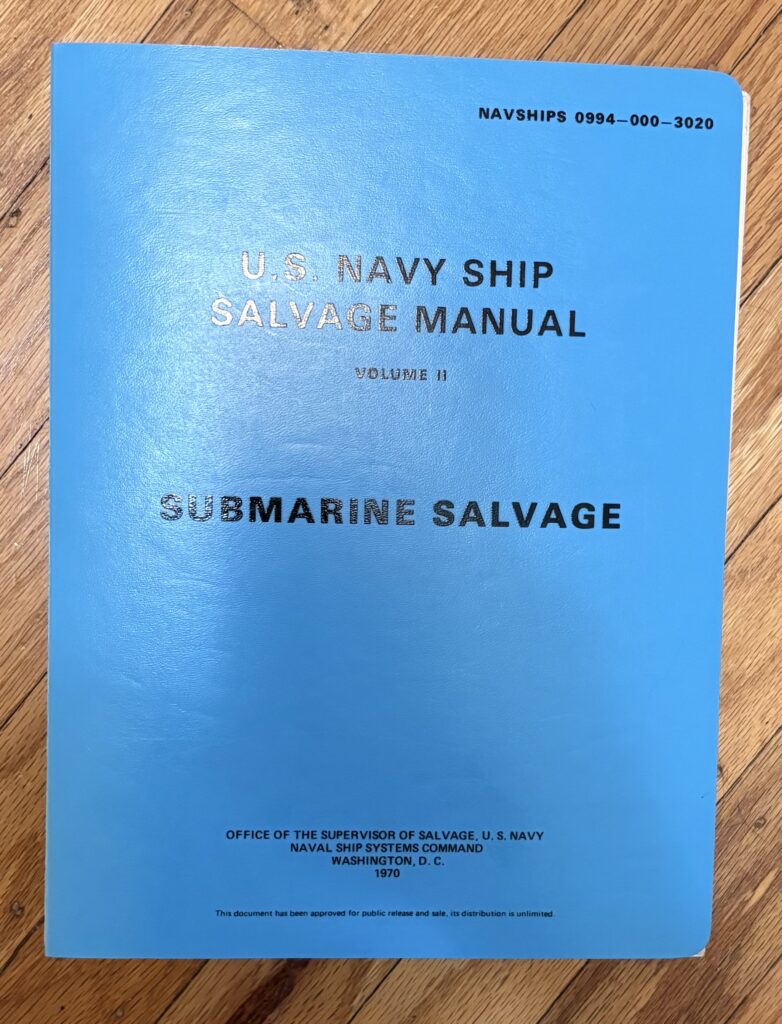 NAVSHIPS 0994–000–3020
U.S. NAVY SHIP
SALVAGE MANUAL
VOLUME II
SUBMARINE SALVAGE
OFFICE OF THE SUPERVISOR OF SALVAGE, U. S. NAVY
NAVAL SHIP SYSTEMS COMMAND
WASHINGTON, D. C.
1970
This document has been approved for public release and sale, its distribution is unlimited.